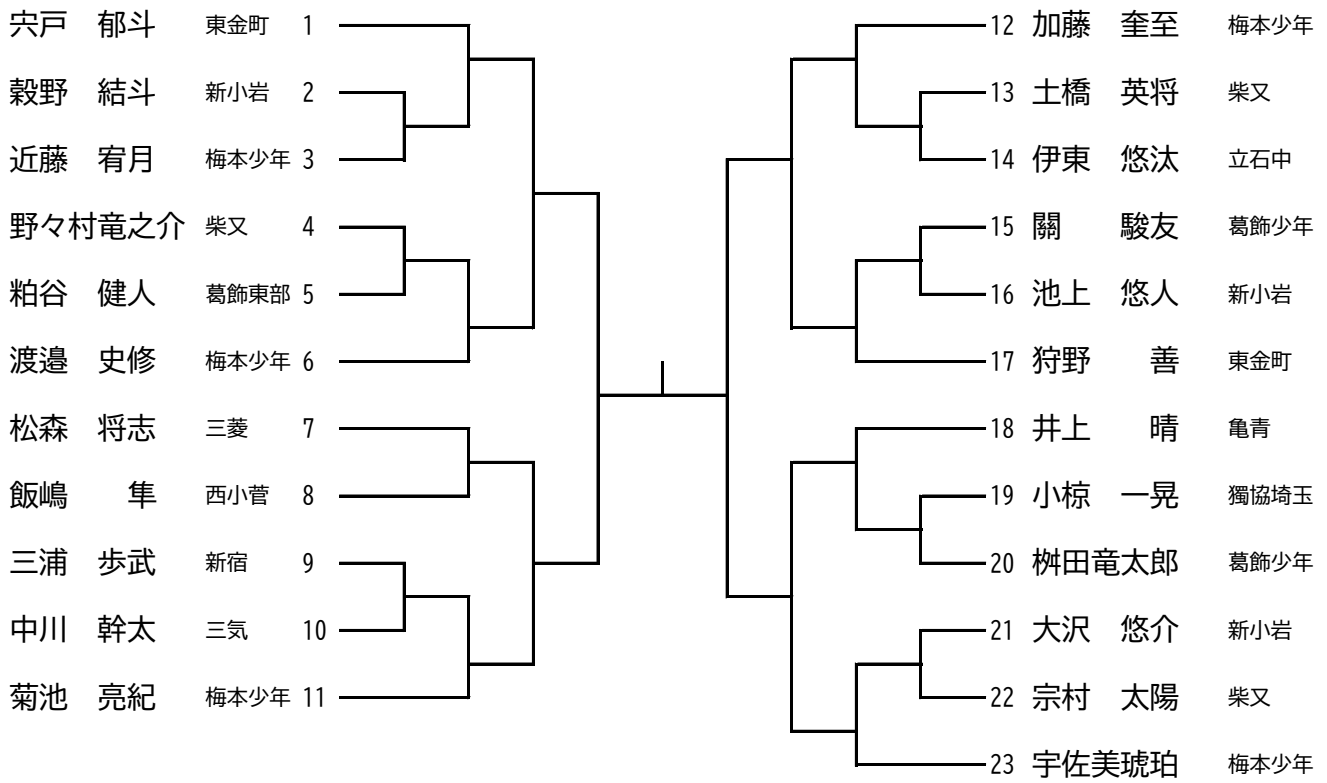 宍戸　郁斗 東金町 1
穀野　結斗 新小岩 2
近藤　宥月 梅本少年 3
野々村竜之介 柴又 4
粕谷　健人 葛飾東部 5
渡邉　史修 梅本少年 6
松森　将志 三菱 7
飯嶋　　隼 西小菅 8
三浦　歩武 新宿 9
中川　幹太 三気 10
菊池　亮紀 梅本少年 11
12 加藤　奎至 梅本少年
13 土橋　英将 柴又
14 伊東　悠汰 立石中
15 關　　駿友 葛飾少年
16 池上　悠人 新小岩
17 狩野　　善 東金町
18 井上　　晴 亀青
19 小椋　一晃 獨協埼玉
20 桝田竜太郎 葛飾少年
21 大沢　悠介 新小岩
22 宗村　太陽 柴又
23 宇佐美琥珀 梅本少年